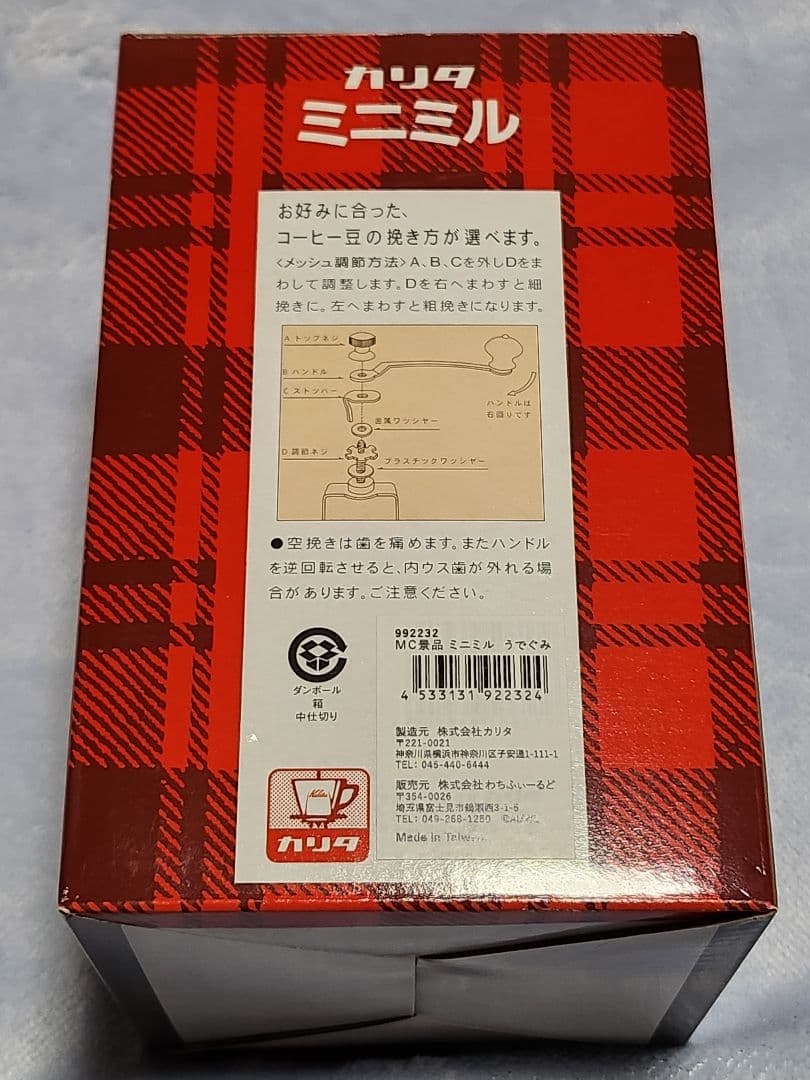 カリタ
ミニミル
お好みに合った、
コーヒー豆の挽き方が選べます。
〈メッシュ調節方法〉A、B、Cを外しDをま
わして調整します。Dを右へまわすと細
挽きに。左へまわすと粗挽きになります。
A トップネジ
B ハンドル
C ストッパー
ハンドルは
右回りです
金属ワッシャー
D 調節ネジ
プラスチックワッシャー
●空挽きは歯を痛めます。またハンドル
を逆回転させると、内ウス歯が外れる場
合があります。ご注意ください。
ダンボール
箱
中仕切り
992232
MC景品 ミニミル うでぐみ
4 533131 922324
製造元 株式会社カリタ
〒221-0021
神奈川県横浜市神奈川区子安通1-111-1
TEL: 045-440-6444
販売元 株式会社わちふぃーるど
〒354-0026
埼玉県富士見市鶴瀬西3-1-6
TEL: 049-268-1250
Made in Taiwan
Kalita
カリタ